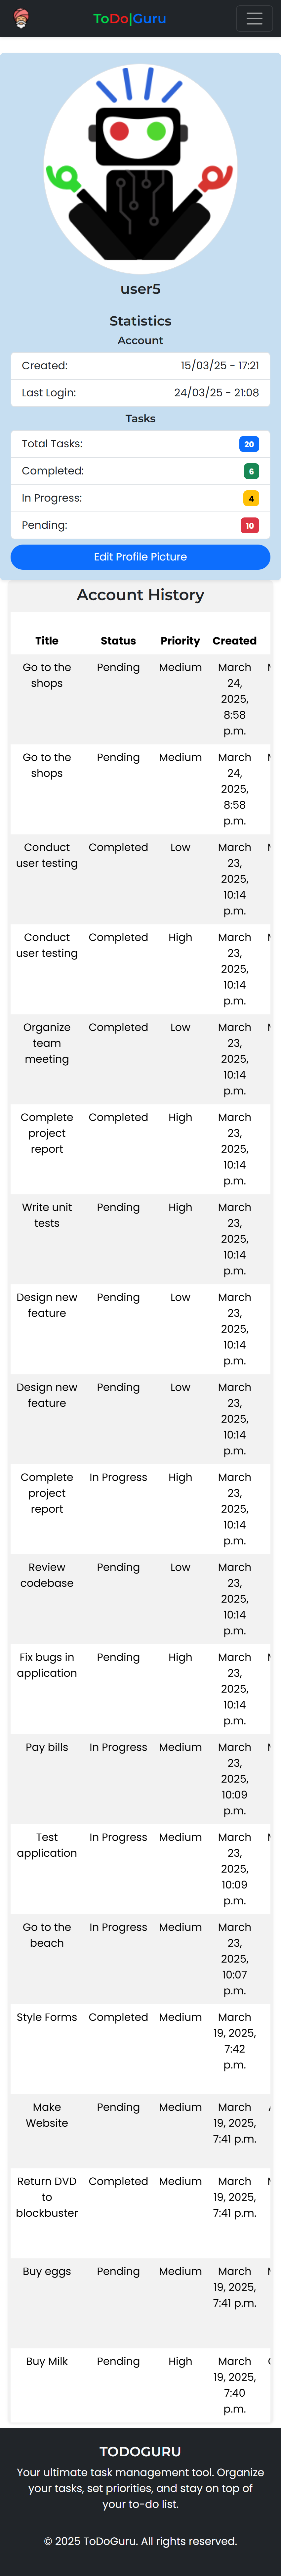 ToDo|Guru
user5
Statistics
Account
Created: 15/03/25 - 17:21
Last Login: 24/03/25 - 21:08
Tasks
Total Tasks: 20
Completed: 6
In Progress: 4
Pending: 10
Edit Profile Picture
Account History
Title Status Priority Created
Go to the Pending Medium March M
shops 24,
2025,
8:58
p.m.
Go to the Pending Medium March M
shops 24,
2025,
8:58
p.m.
Conduct Completed Low March M
user testing 23,
2025,
10:14
p.m.
Conduct Completed High March M
user testing 23,
2025,
10:14
p.m.
Organize Completed Low March M
team 23,
meeting 2025,
10:14
p.m.
Complete Completed High March M
project 23,
report 2025,
10:14
p.m.
Write unit Pending High March
tests 23,
2025,
10:14
p.m.
Design new Pending Low March
feature 23,
2025,
10:14
p.m.
Design new Pending Low March
feature 23,
2025,
10:14
p.m.
Complete In Progress High March
project 23,
report 2025,
10:14
p.m.
Review Pending Low March
codebase 23,
2025,
10:14
p.m.
Fix bugs in Pending High March M
application 23,
2025,
10:14
p.m.
Pay bills In Progress Medium March M
23,
2025,
10:09
p.m.
Test In Progress Medium March M
application 23,
2025,
10:09
p.m.
Go to the In Progress Medium March
beach 23,
2025,
10:07
p.m.
Style Forms Completed Medium March
19, 2025,
7:42
p.m.
Make Pending Medium March
Website 19, 2025,
7:41 p.m.
Return DVD Completed Medium March M
to 19, 2025,
blockbuster 7:41 p.m.
Buy eggs Pending Medium March M
19, 2025,
7:41 p.m.
Buy Milk Pending High March
19, 2025,
7:40
p.m.
TODOGURU
Your ultimate task management tool. Organize
your tasks, set priorities, and stay on top of
your to-do list.
© 2025 ToDoGuru. All rights reserved.